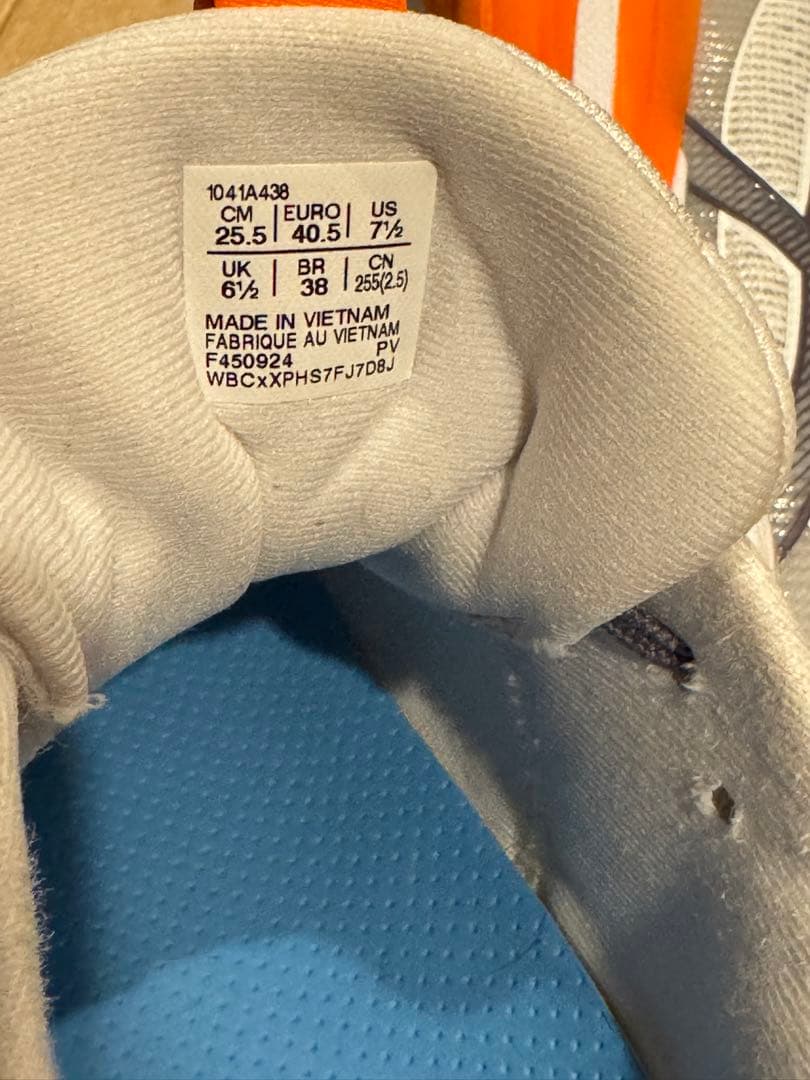 1041A438
CM | EURO | US
25.5 | 40.5 | 7½
UK | BR | CN
6½ | 38 | 255(2.5)
MADE IN VIETNAM
FABRIQUE AU VIETNAM
F450924 PV
WBCxXPHS7FJ7D8J